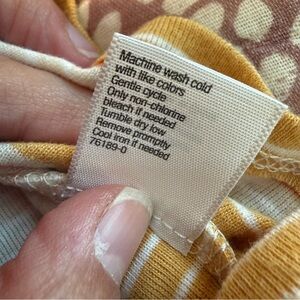 Machine wash cold
with like colors
Gentle cycle
Only non-chlorine
bleach if needed
Tumble dry low
Remove promptly
Cool iron if needed
76189-0